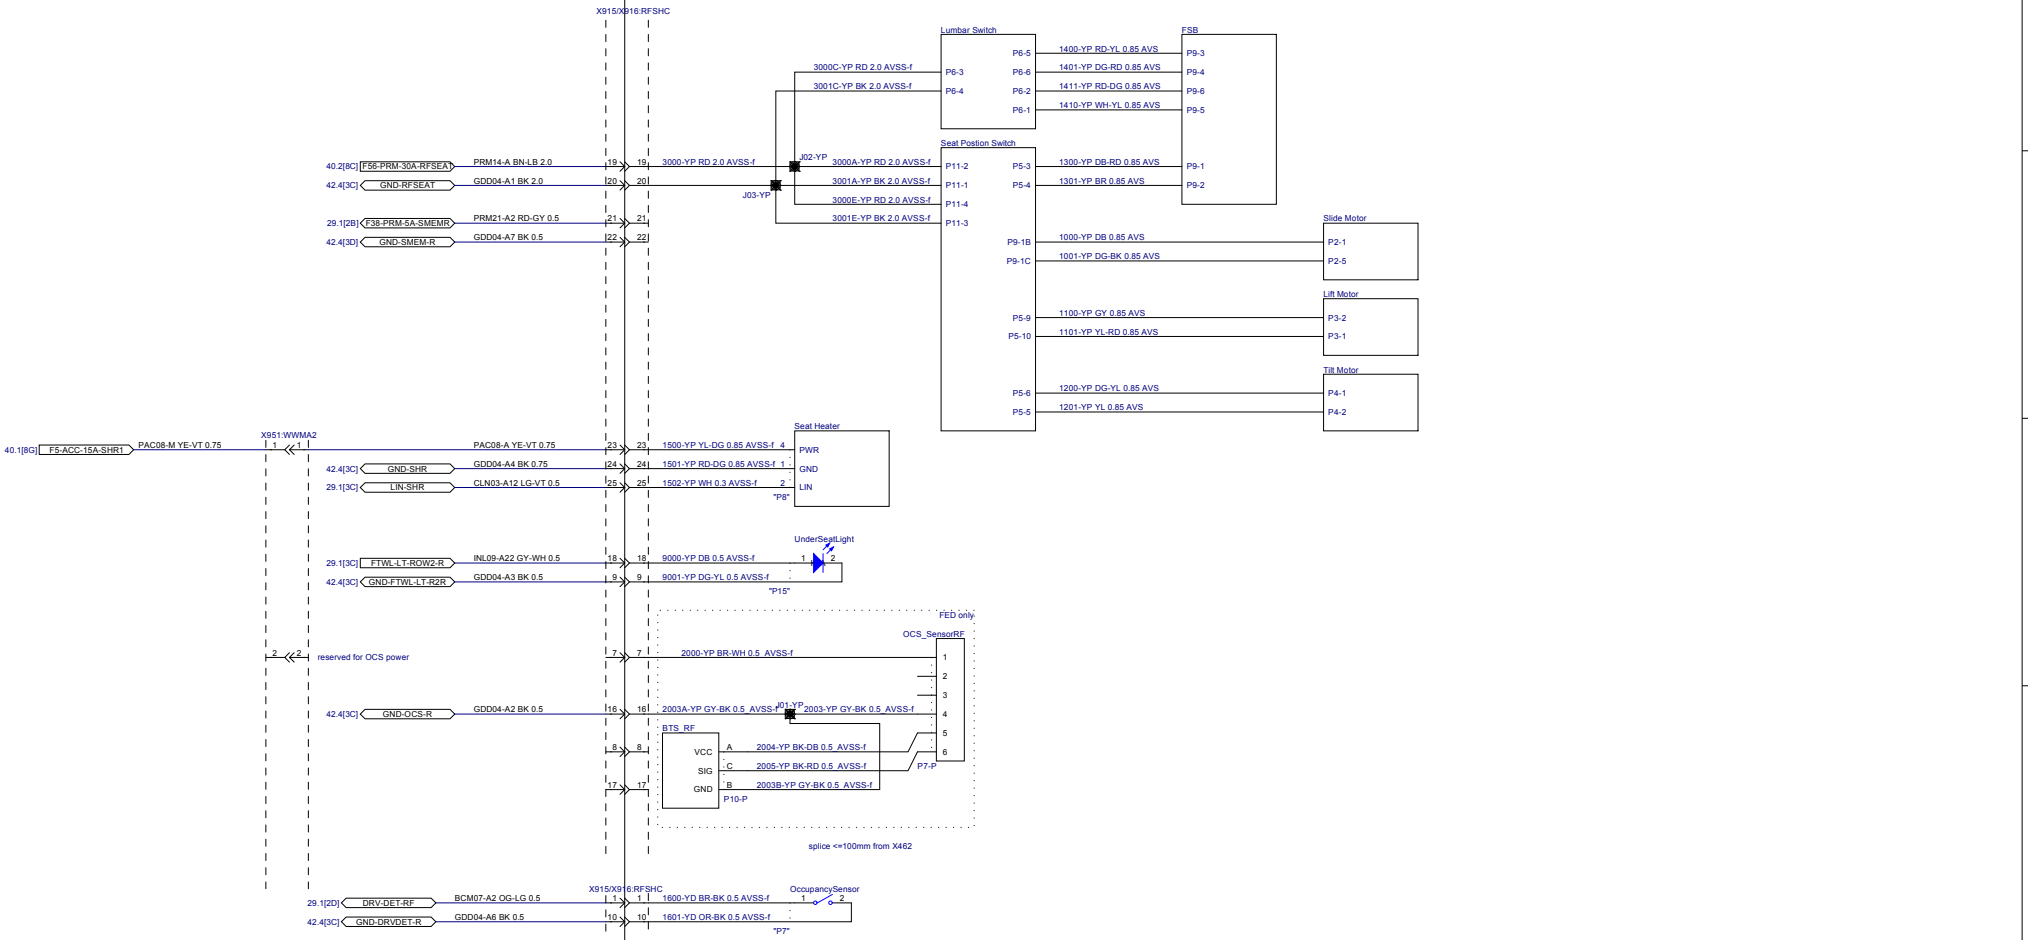 X915/X916:RFSHC
Lumbar Switch
FSB
P6-5 1400-YP RD-YL 0.85 AVS P9-3
3000C-YP RD 2.0 AVSS-f P6-3 P6-6 1401-YP DG-RD 0.85 AVS P9-4
3001C-YP BK 2.0 AVSS-f P6-4 P6-2 1411-YP RD-DG 0.85 AVS P9-6
P6-1 1410-YP WH-YL 0.85 AVS P9-5
Seat Postion Switch
J02-YP
40.2[8C] F56-PRM-30A-RFSEAT PRM14-A BN-LB 2.0 19 19 3000-YP RD 2.0 AVSS-f 3000A-YP RD 2.0 AVSS-f P11-2 P5-3 1300-YP DB-RD 0.85 AVS P9-1
42.4[3C] GND-RFSEAT GDD04-A1 BK 2.0 20 20 3001A-YP BK 2.0 AVSS-f P11-1 P5-4 1301-YP BR 0.85 AVS P9-2
J03-YP
3000E-YP RD 2.0 AVSS-f P11-4
29.1[2B] F38-PRM-5A-SMEMR PRM21-A2 RD-GY 0.5 21 21 3001E-YP BK 2.0 AVSS-f P11-3
Slide Motor
42.4[3D] GND-SMEM-R GDD04-A7 BK 0.5 22 22 P9-1B 1000-YP DB 0.85 AVS P2-1
P9-1C 1001-YP DG-BK 0.85 AVS P2-5
Lift Motor
P5-9 1100-YP GY 0.85 AVS P3-2
P5-10 1101-YP YL-RD 0.85 AVS P3-1
Tilt Motor
P5-6 1200-YP DG-YL 0.85 AVS P4-1
P5-5 1201-YP YL 0.85 AVS P4-2
Seat Heater
X951:WWMA2
40.1[8G] F5-ACC-15A-SHR1 PAC08-M YE-VT 0.75 1 1 PAC08-A YE-VT 0.75 23 23 1500-YP YL-DG 0.85 AVSS-f 4 PWR
42.4[3C] GND-SHR GDD04-A4 BK 0.75 24 24 1501-YP RD-DG 0.85 AVSS-f 1 GND
29.1[3C] LIN-SHR CLN03-A12 LG-VT 0.5 25 25 1502-YP WH 0.3 AVSS-f 2 LIN
"P8"
UnderSeatLight
29.1[3C] FTWL-LT-ROW2-R INL09-A22 GY-WH 0.5 18 18 9000-YP DB 0.5 AVSS-f 1 2
42.4[3C] GND-FTWL-LT-R2R GDD04-A3 BK 0.5 9 9 9001-YP DG-YL 0.5 AVSS-f
"P15"
FED only
OCS_SensorRF
2 2 reserved for OCS power 7 7 2000-YP BR-WH 0.5 AVSS-f 1
2
3
J01-YP
42.4[3C] GND-OCS-R GDD04-A2 BK 0.5 16 16 2003A-YP GY-BK 0.5 AVSS-f 2003-YP GY-BK 0.5 AVSS-f 4
BTS_RF
5
8 8 VCC A 2004-YP BK-DB 0.5 AVSS-f 6
SIG C 2005-YP BK-RD 0.5 AVSS-f P7-P
17 17 GND B 2003B-YP GY-BK 0.5 AVSS-f
P10-P
splice <=100mm from X462
X915/X916:RFSHC
OccupancySensor
29.1[2D] DRV-DET-RF BCM07-A2 OG-LG 0.5 1 1 1600-YD BR-BK 0.5 AVSS-f 1 2
42.4[3C] GND-DRVDET-R GDD04-A6 BK 0.5 10 10 1601-YD OR-BK 0.5 AVSS-f
"P7"